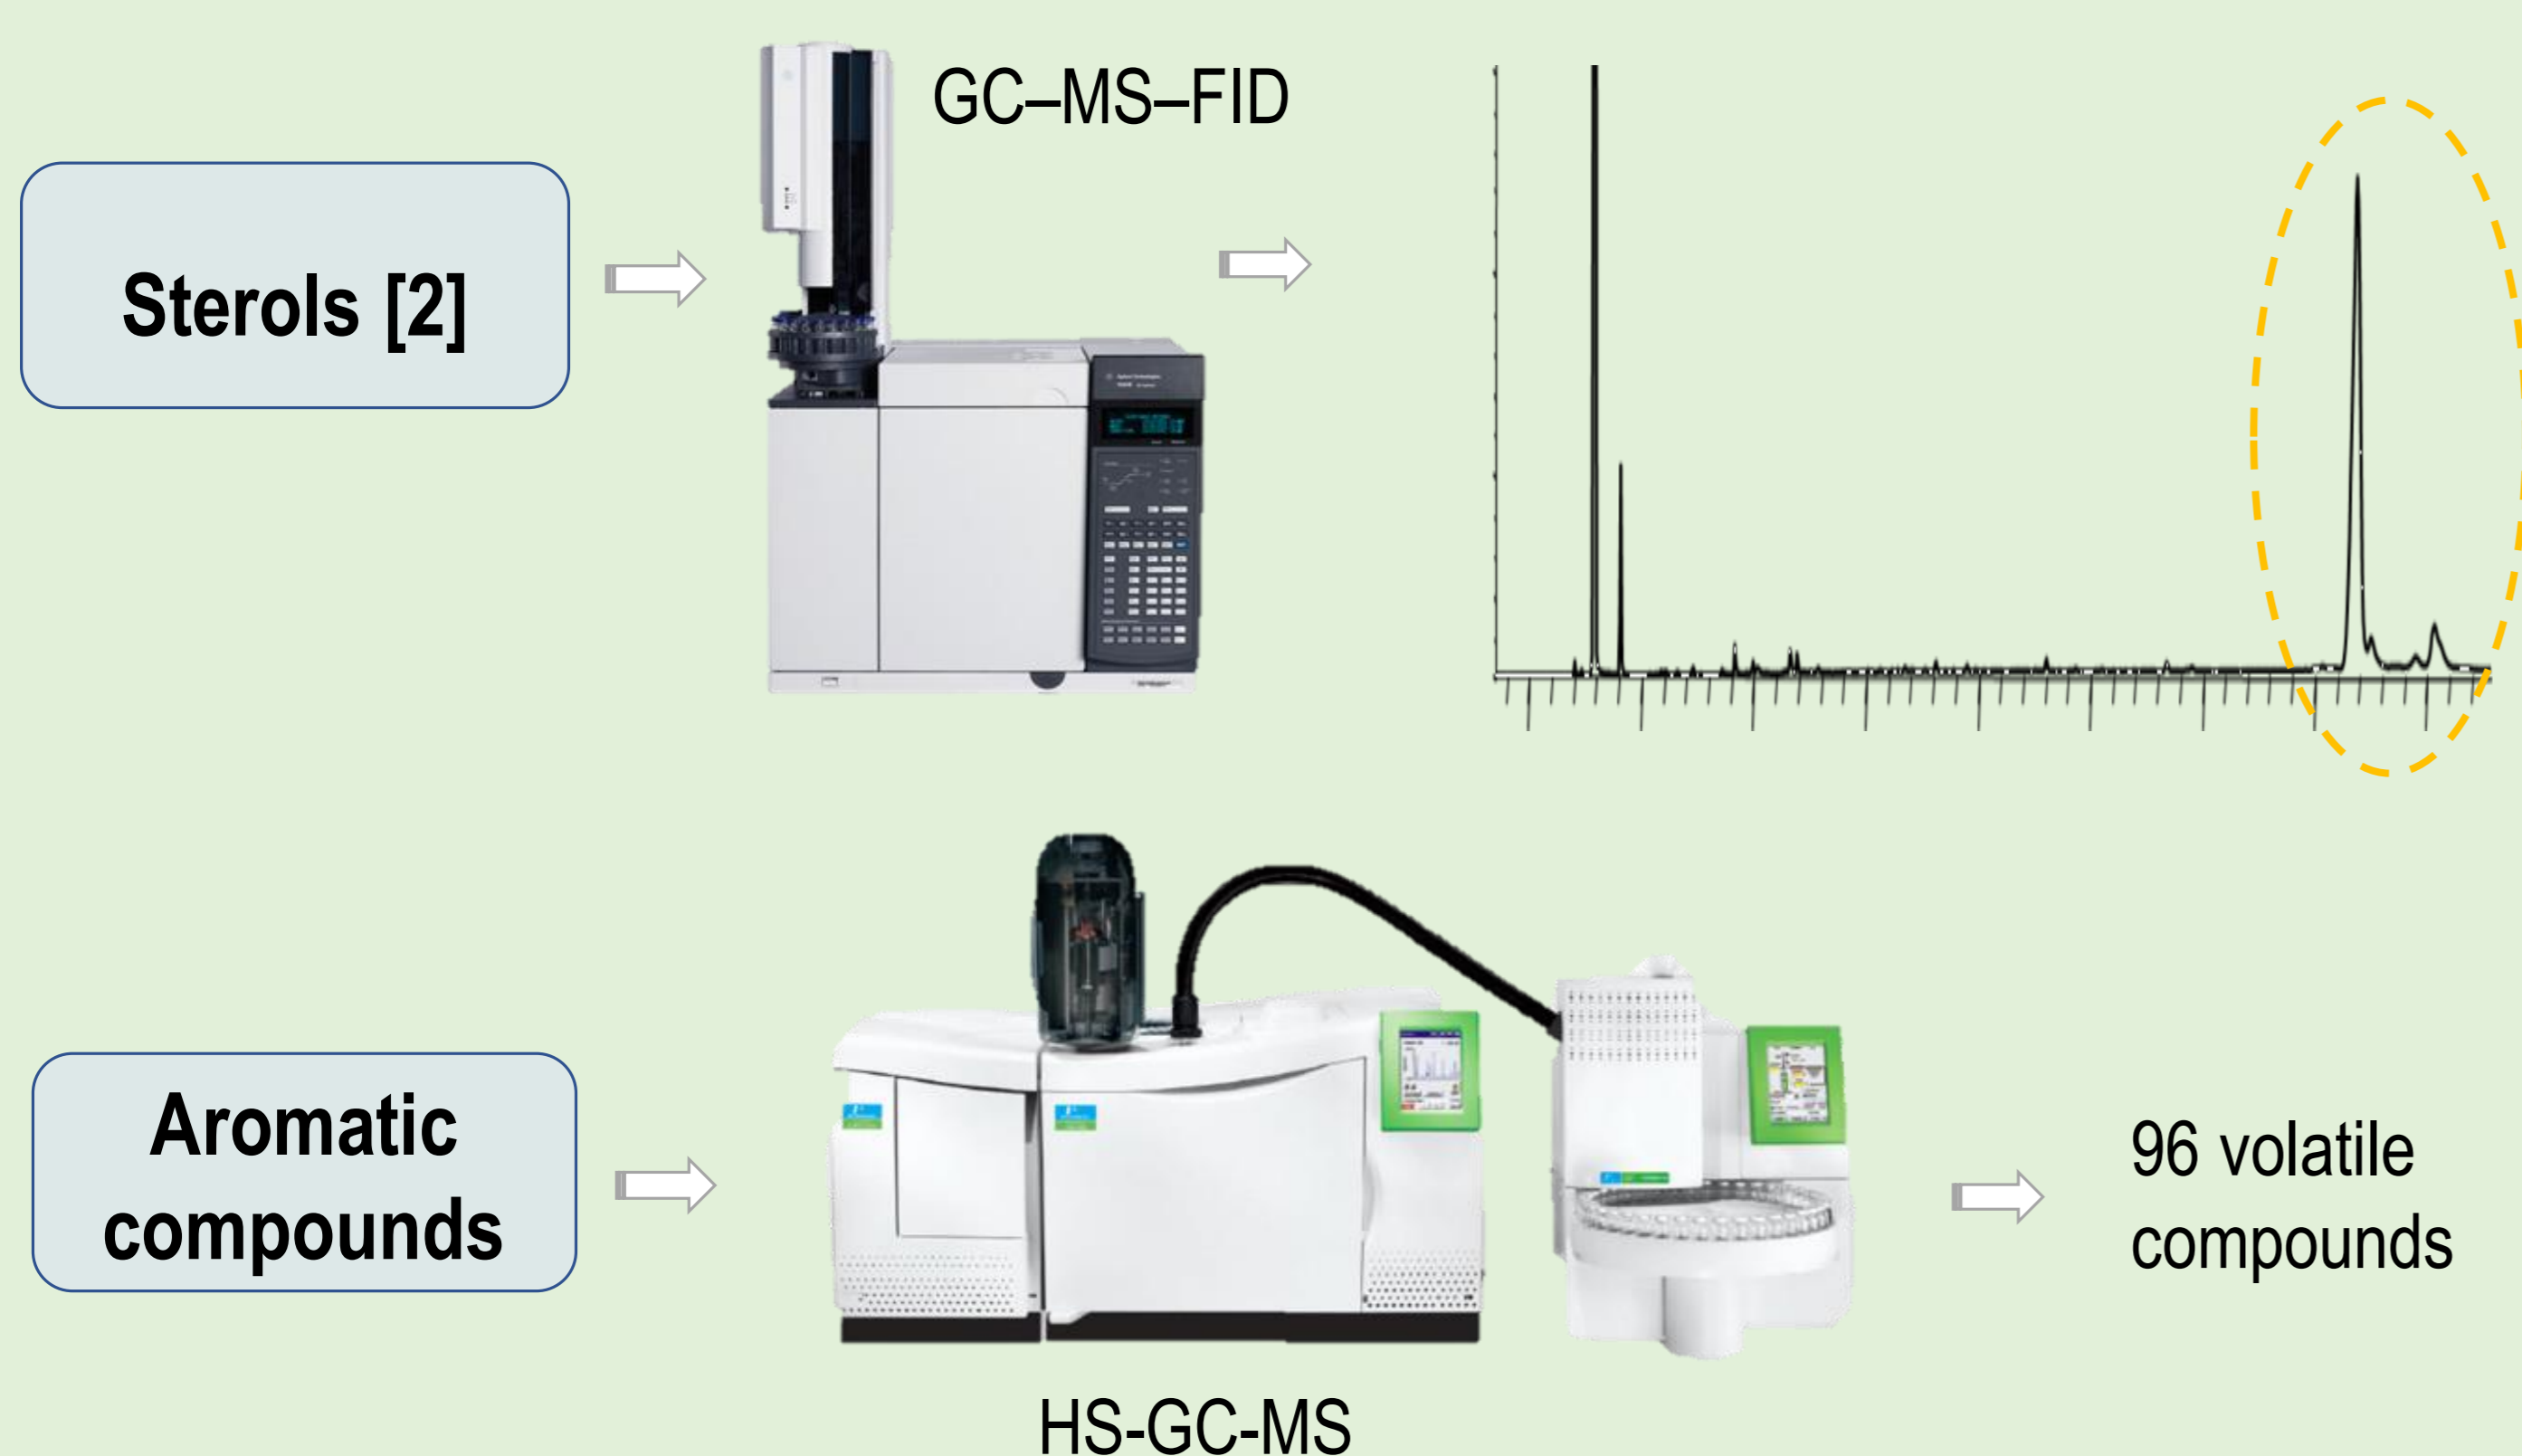 GC–MS–FID
Sterols [2]
Aromatic
compounds
96 volatile
compounds
HS-GC-MS